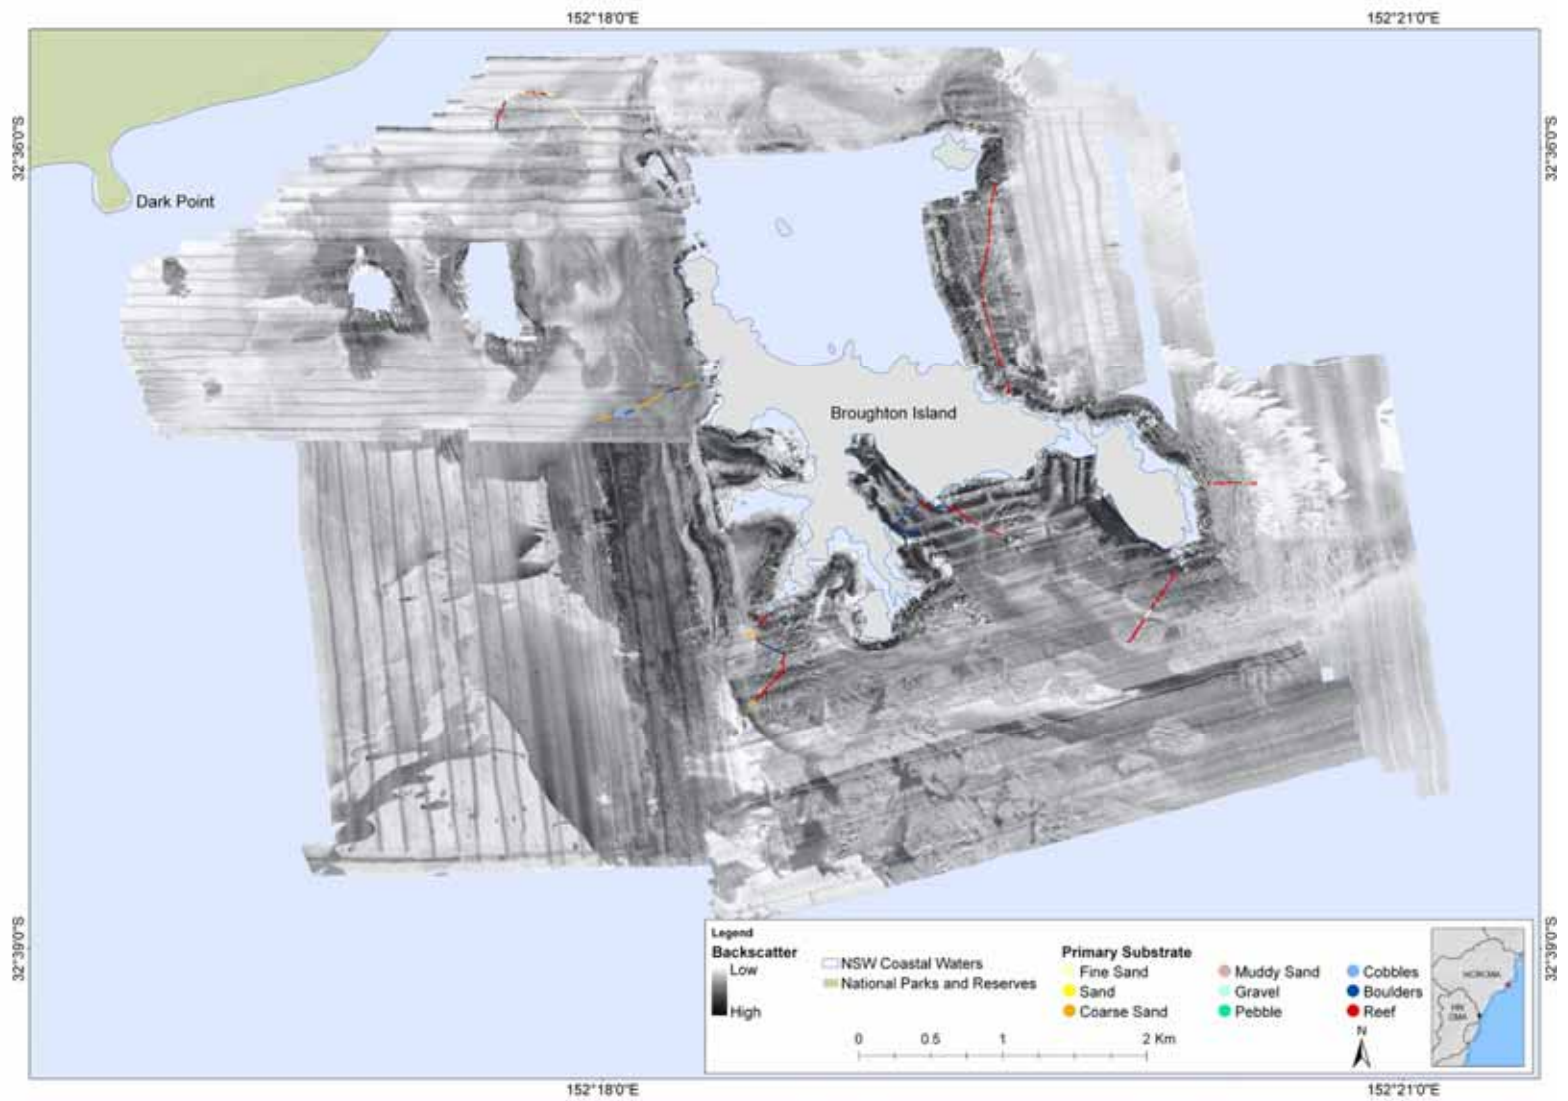 152°18'0"E
152°21'0"E
32°36'0"S
32°36'0"S
Dark Point
Broughton Island
32°39'0"S
32°39'0"S
Legend
Backscatter
Low
High
NSW Coastal Waters
National Parks and Reserves
Primary Substrate
Fine Sand
Sand
Coarse Sand
Muddy Sand
Gravel
Pebble
Cobbles
Boulders
Reef
0 0.5 1 2 Km
N
CMA
152°18'0"E
152°21'0"E